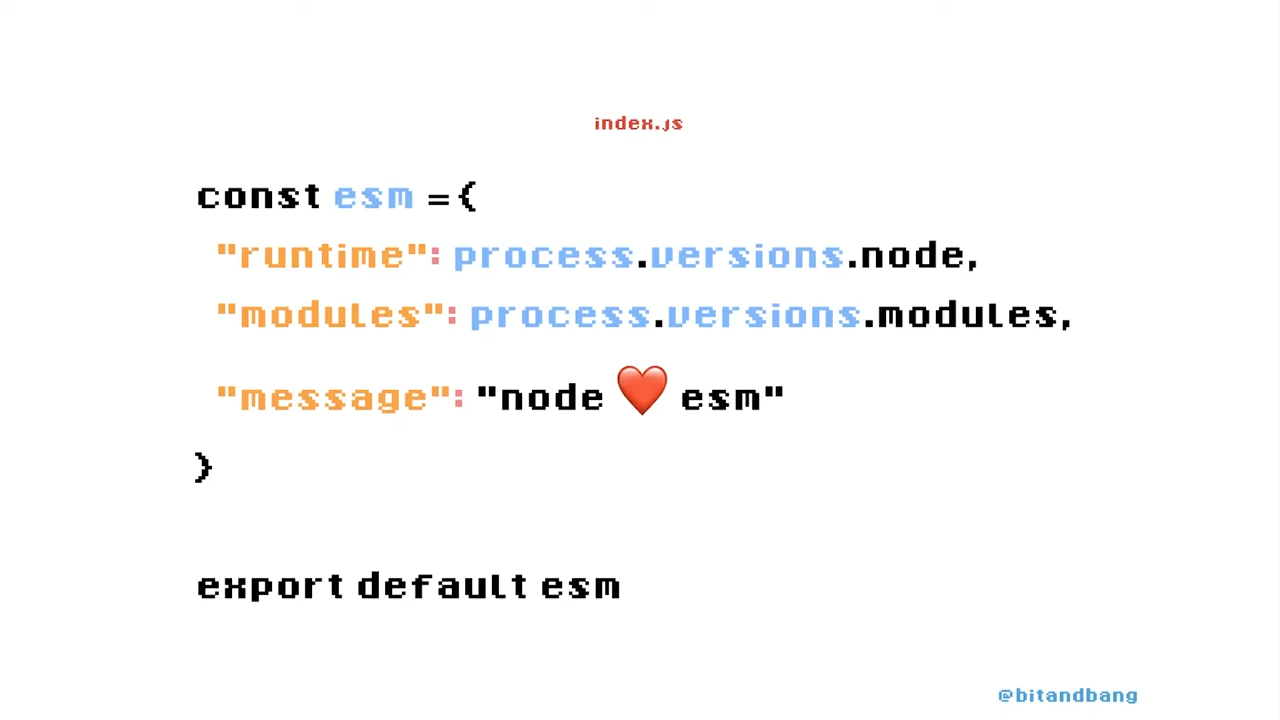 index.js
const esm = {
"runtime": process.versions.node,
"modules": process.versions.modules,
"message": "node ❤️ esm"
}
export default esm
@bitandbang